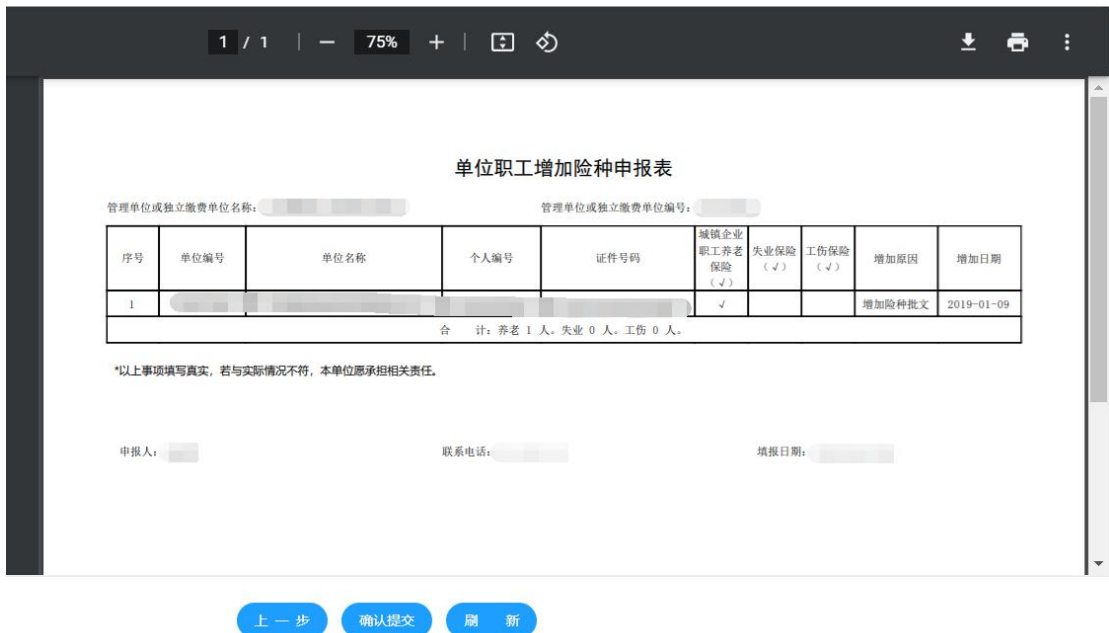 1 / 1 | — 75% + |
单位职工增加险种申报表
管理单位或独立缴费单位名称: 管理单位或独立缴费单位编号:
序号 单位编号 单位名称 个人编号 证件号码 城镇企业职工养老保险(√) 失业保险(√) 工伤保险(√) 增加原因 增加日期
1 √ 增加险种批文 2019-01-09
合 计: 养老 1 人。失业 0 人。工伤 0 人。
*以上事项填写真实，若与实际情况不符，本单位愿承担相关责任。
申报人: 联系电话: 填报日期:
上一步 确认提交 刷 新